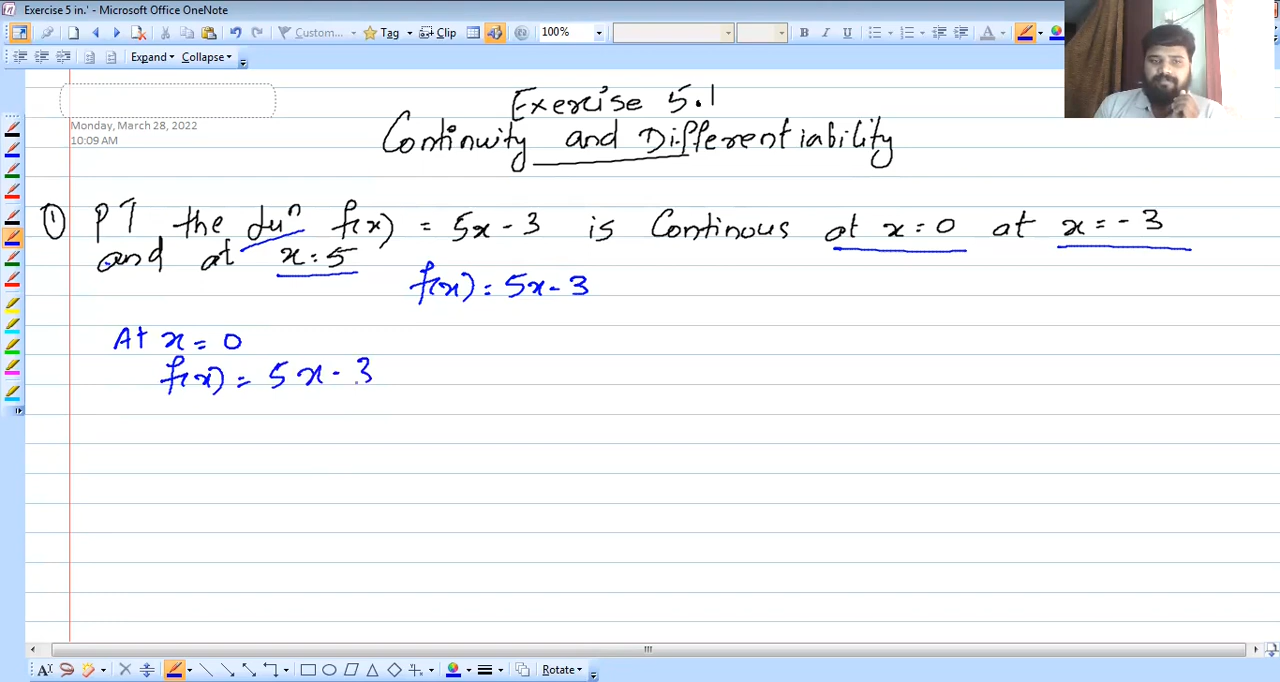 Exercise 5 in.' - Microsoft Office OneNote
Custom... Tag Clip 100% B I U A
Expand Collapse
Exercise 5.1
Monday, March 28, 2022
10:09 AM
Continuity and Differentiability
① PT the fuⁿ f(x) = 5x - 3 is Continous at x = 0 at x = - 3
and at x = 5
f(x) = 5x - 3
At x = 0
f(x) = 5x - 3
Rotate